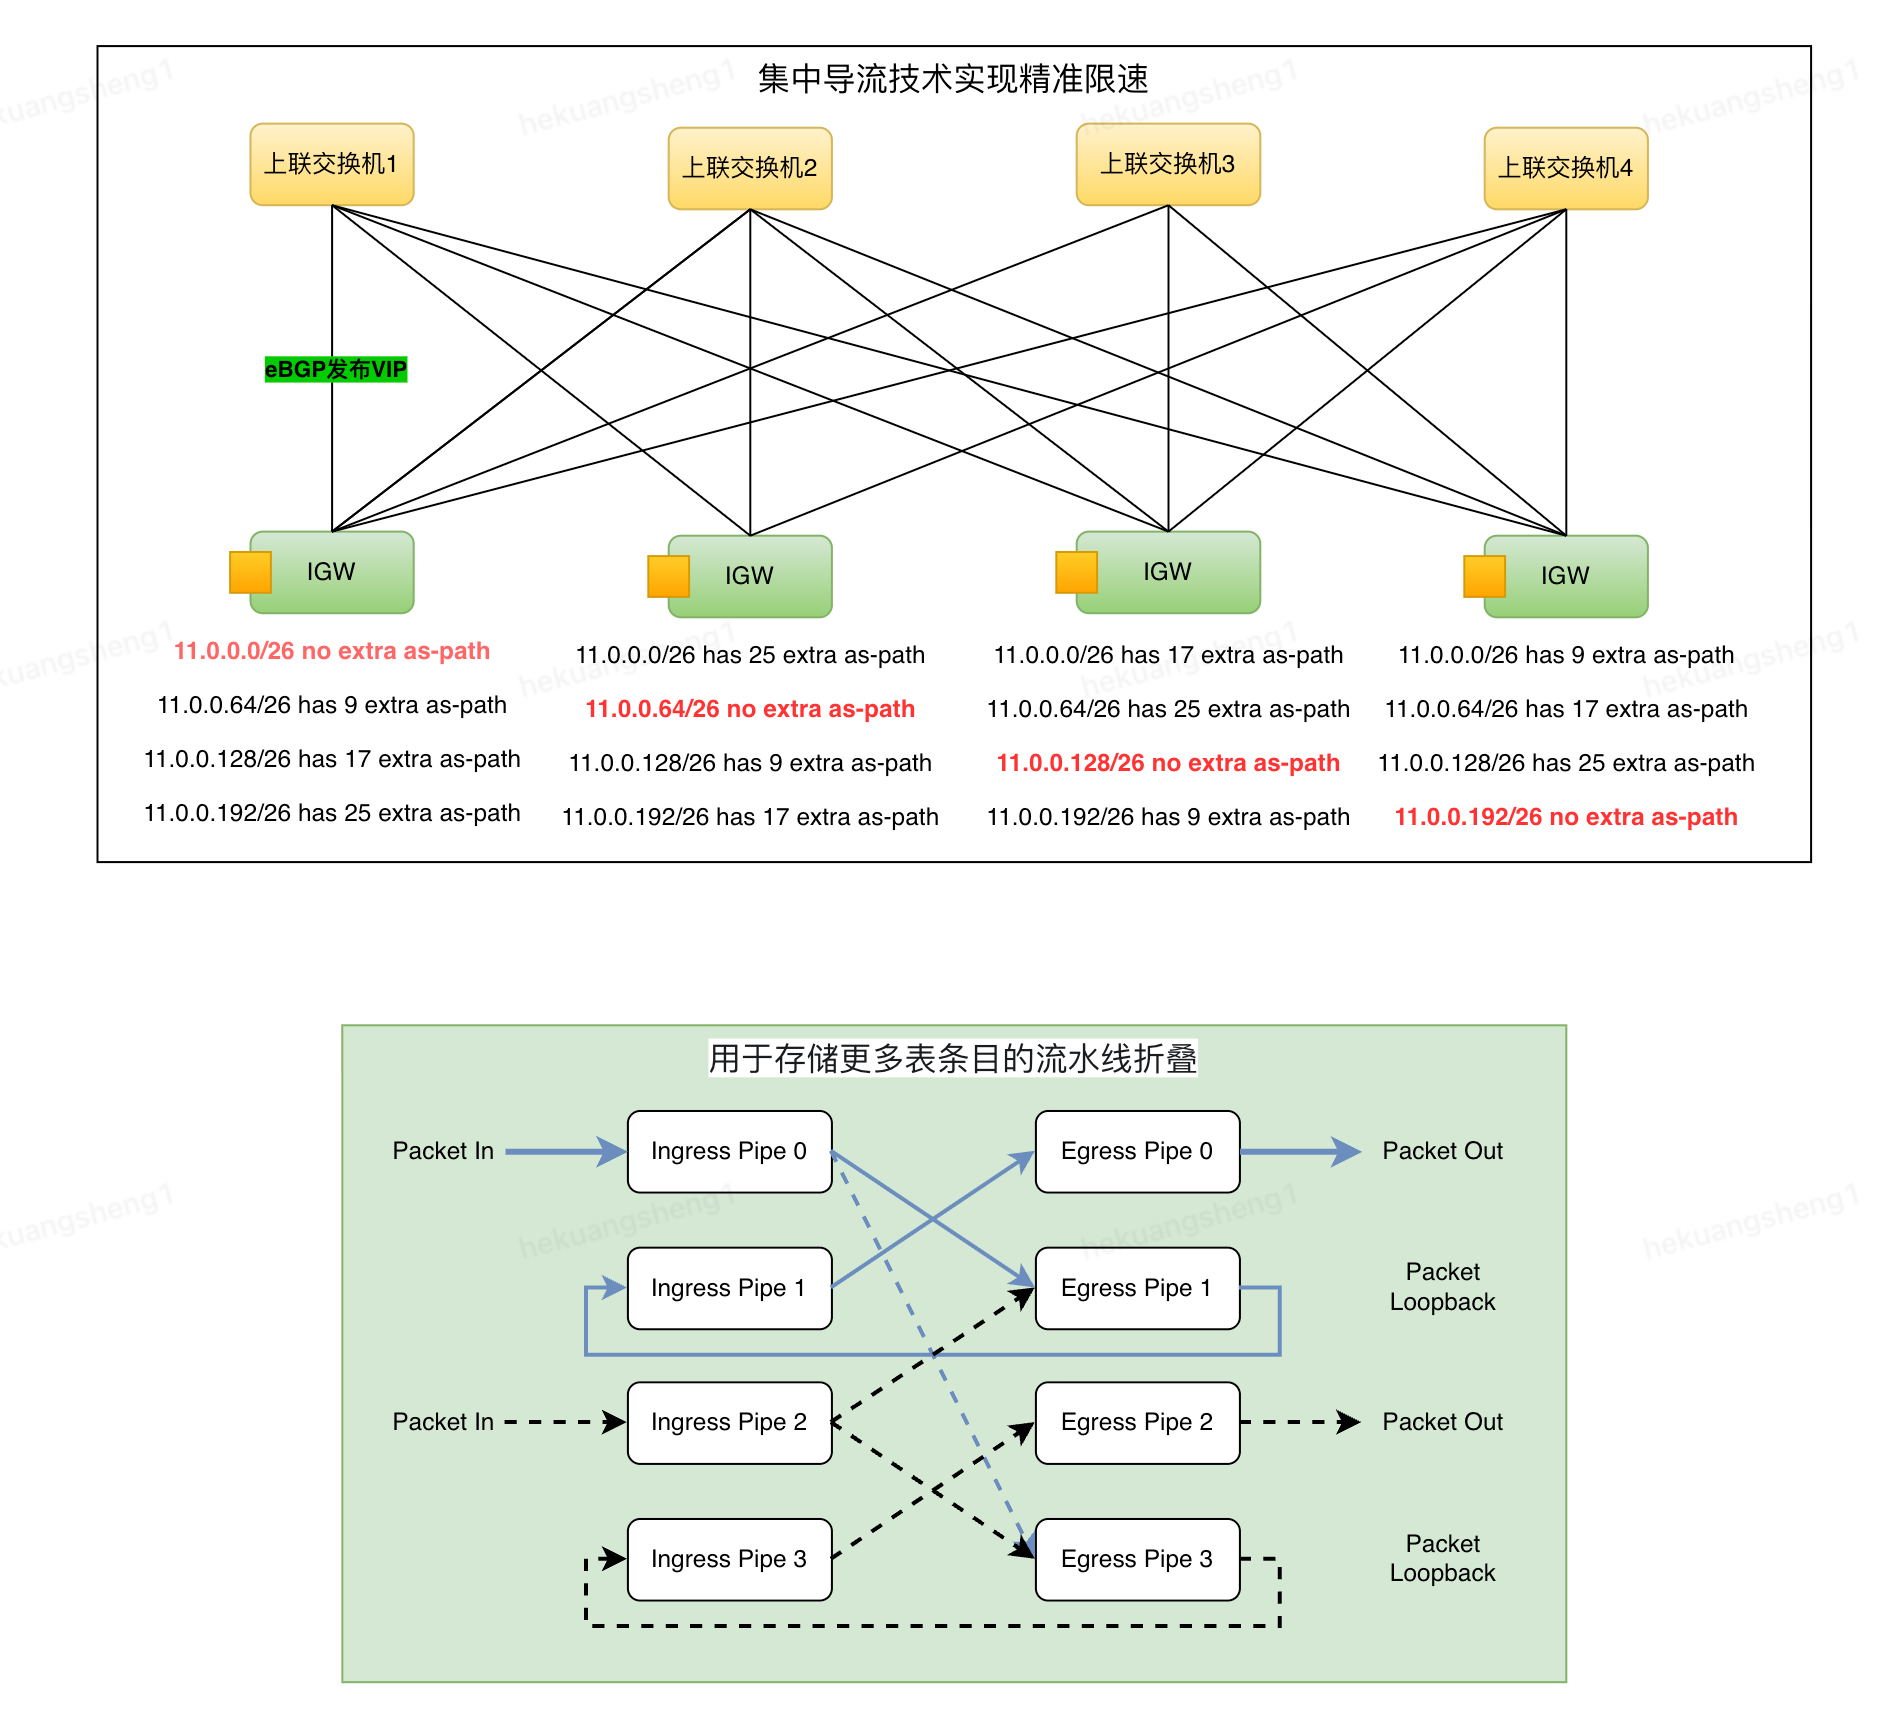 集中导流技术实现精准限速
上联交换机1
上联交换机2
上联交换机3
上联交换机4
eBGP发布VIP
IGW
IGW
IGW
IGW
11.0.0.0/26 no extra as-path
11.0.0.64/26 has 9 extra as-path
11.0.0.128/26 has 17 extra as-path
11.0.0.192/26 has 25 extra as-path
11.0.0.0/26 has 25 extra as-path
11.0.0.64/26 no extra as-path
11.0.0.128/26 has 9 extra as-path
11.0.0.192/26 has 17 extra as-path
11.0.0.0/26 has 17 extra as-path
11.0.0.64/26 has 25 extra as-path
11.0.0.128/26 no extra as-path
11.0.0.192/26 has 9 extra as-path
11.0.0.0/26 has 9 extra as-path
11.0.0.64/26 has 17 extra as-path
11.0.0.128/26 has 25 extra as-path
11.0.0.192/26 no extra as-path
用于存储更多表条目的流水线折叠
Packet In
Ingress Pipe 0
Egress Pipe 0
Packet Out
Ingress Pipe 1
Egress Pipe 1
Packet
Loopback
Packet In
Ingress Pipe 2
Egress Pipe 2
Packet Out
Ingress Pipe 3
Egress Pipe 3
Packet
Loopback
kuangsheng1
hekuangsheng1
hekuangsheng1
hekuangsheng1
kuangsheng1
hekuangsheng1
hekuangsheng1
hekuangsheng1
kuangsheng1
hekuangsheng1
hekuangsheng1
hekuangsheng1